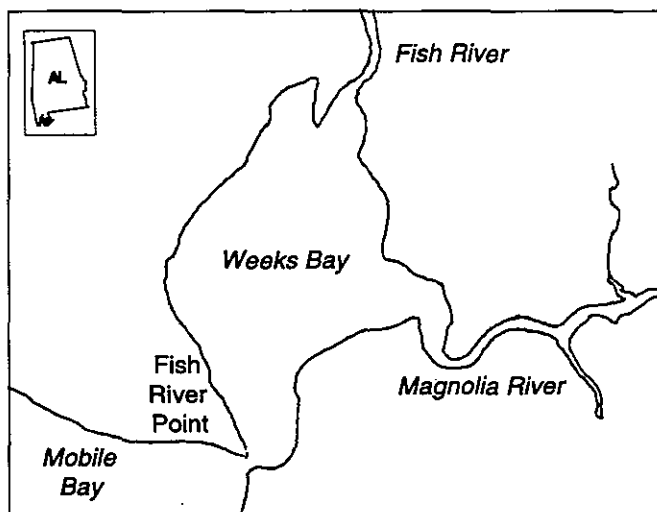 AL
Fish River
Weeks Bay
Fish
River
Point
Magnolia River
Mobile
Bay